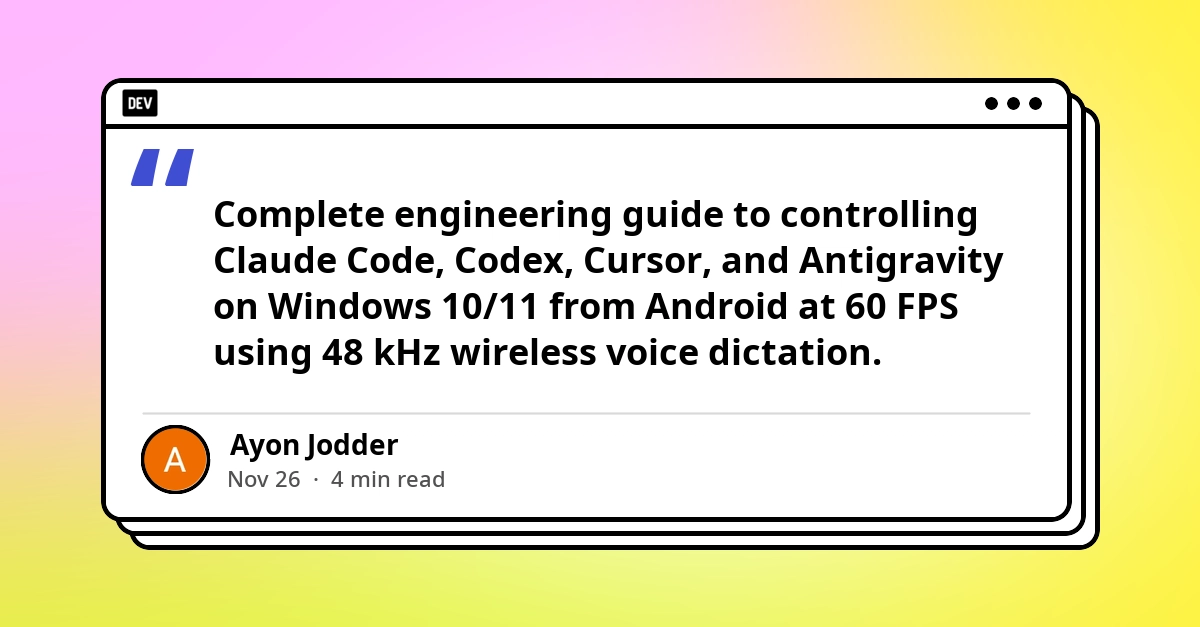 DEV
“
Complete engineering guide to controlling
Claude Code, Codex, Cursor, and Antigravity
on Windows 10/11 from Android at 60 FPS
using 48 kHz wireless voice dictation.
A
Ayon Jodder
Nov 26 · 4 min read